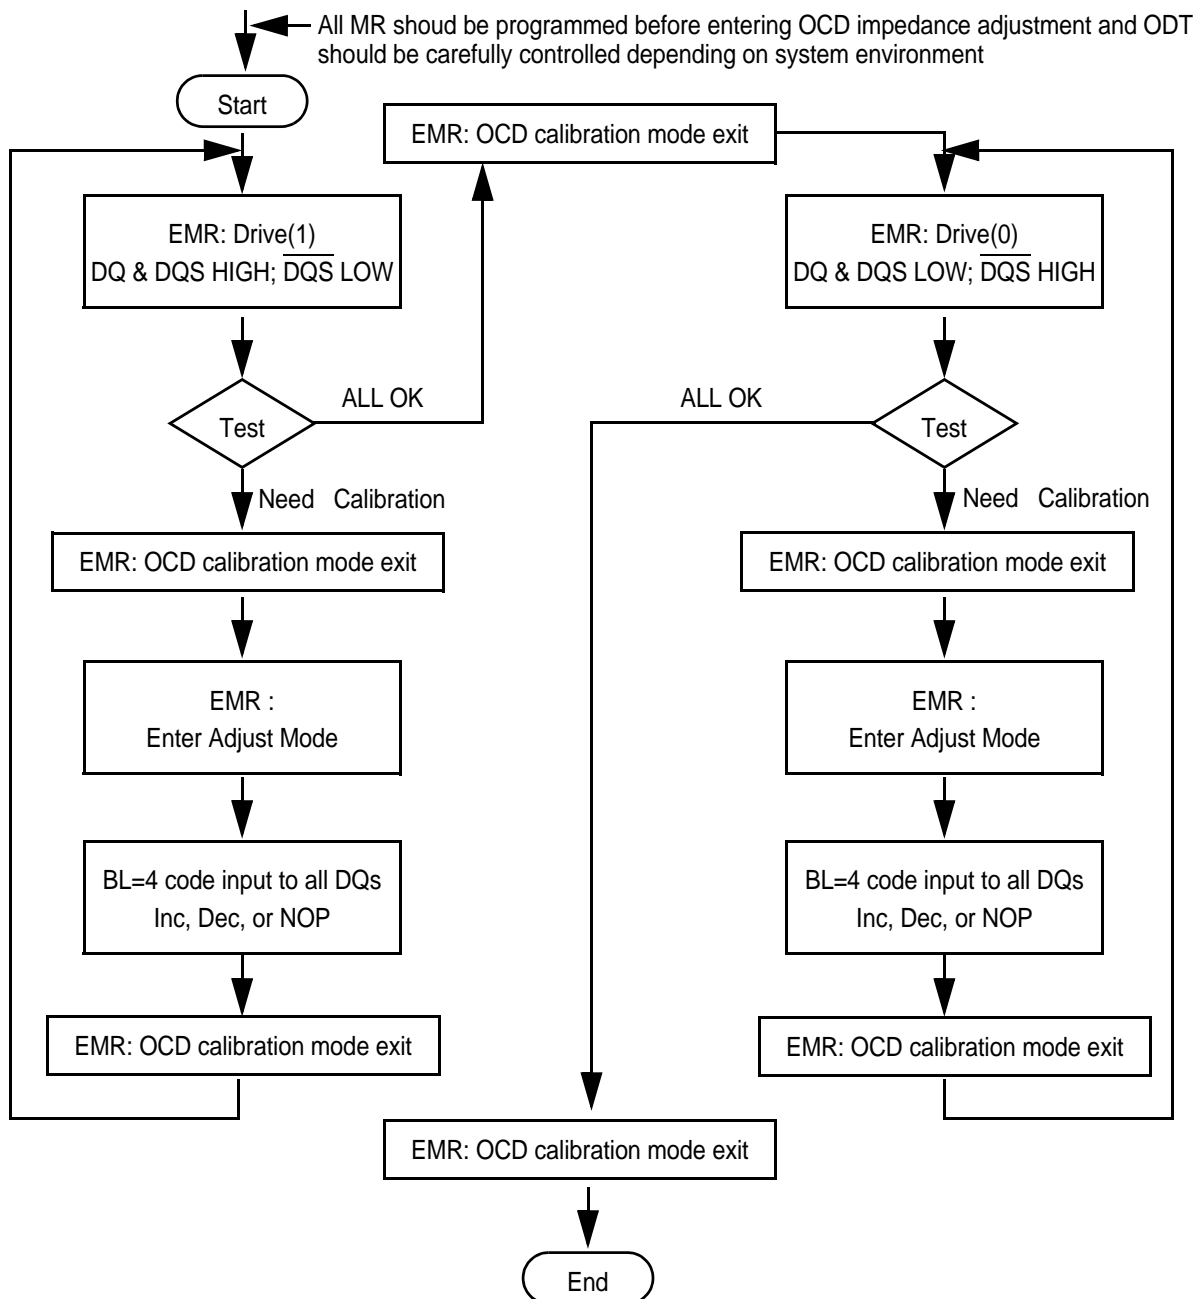 All MR shoud be programmed before entering OCD impedance adjustment and ODT
should be carefully controlled depending on system environment
Start
EMR: OCD calibration mode exit
EMR: Drive(1)
DQ & DQS HIGH; D̅Q̅S̅ LOW
EMR: Drive(0)
DQ & DQS LOW; D̅Q̅S̅ HIGH
ALL OK
Test
ALL OK
Test
Need Calibration
Need Calibration
EMR: OCD calibration mode exit
EMR: OCD calibration mode exit
EMR :
Enter Adjust Mode
EMR :
Enter Adjust Mode
BL=4 code input to all DQs
Inc, Dec, or NOP
BL=4 code input to all DQs
Inc, Dec, or NOP
EMR: OCD calibration mode exit
EMR: OCD calibration mode exit
EMR: OCD calibration mode exit
End